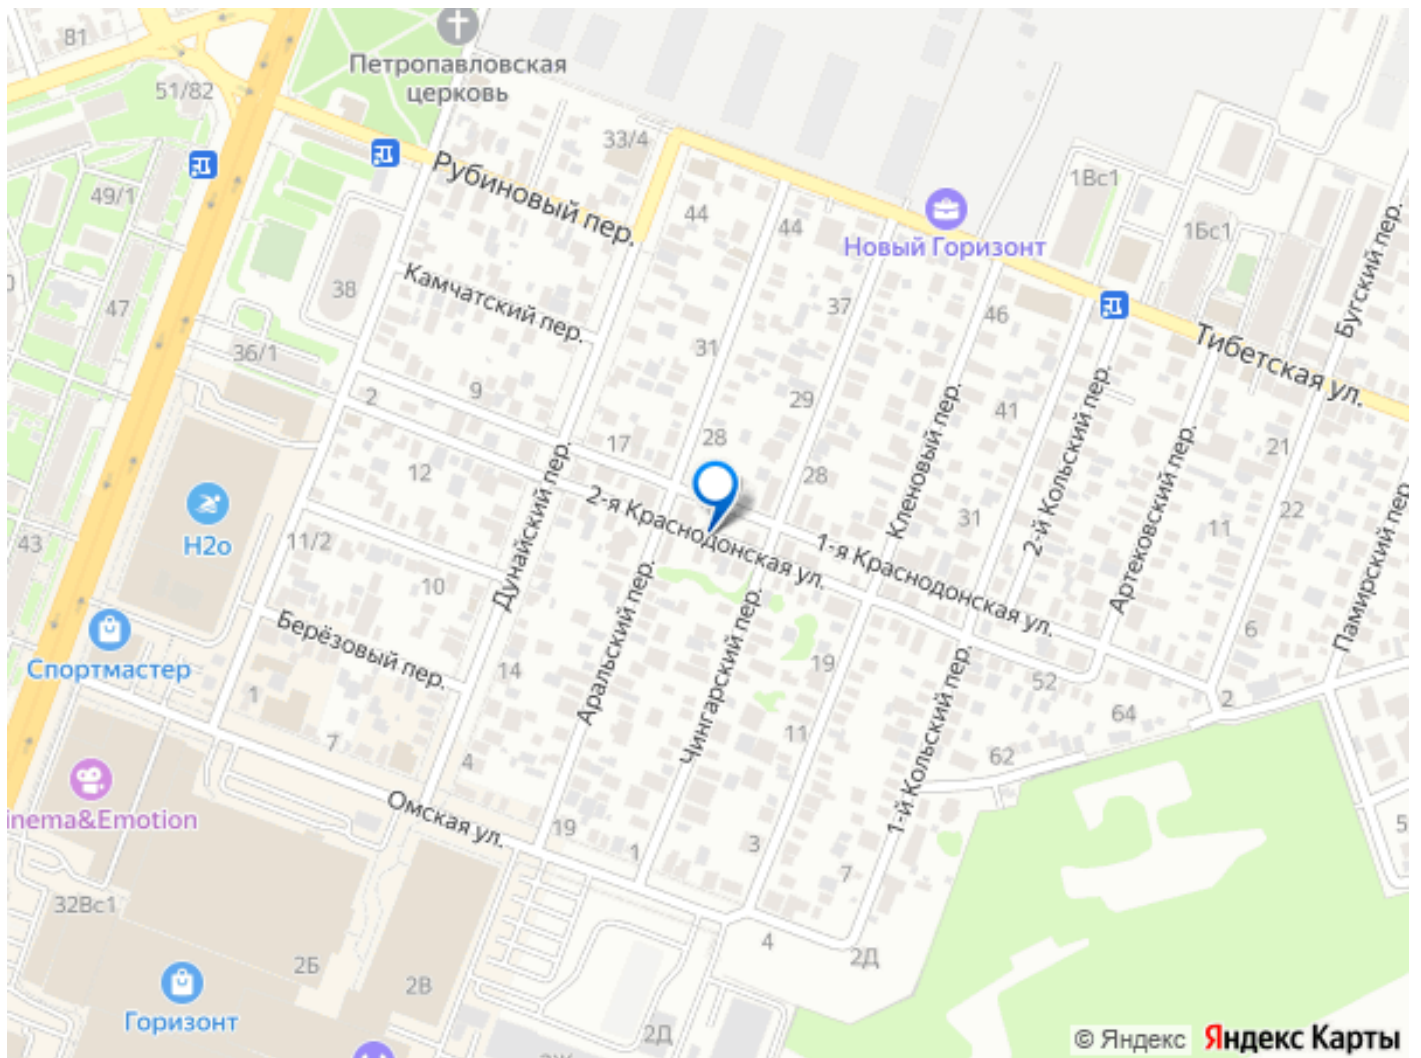 81
51/82
Петропавловская
церковь
33/4
49/1
Рубиновый пер.
1Вс1
44
44
Новый Горизонт
1Бс1
Бугский пер.
38
Камчатский пер.
47
37
46
Тибетская ул.
36/1
31
2
9
29
Кленовый пер.
41
2-й Кольский пер.
17
28
21
12
Дунайский пер.
28
Артековский пер.
2-я Краснодонская ул.
31
22
11
43
H2o
11/2
1-я Краснодонская ул.
Памирский пер.
10
Аральский пер.
Чингарский пер.
6
Берёзовый пер.
Спортмастер
14
19
1-й Кольский пер.
52
2
1
64
7
11
62
4
inema&Emotion
Омская ул.
19
1
3
7
5
32Вс1
4
2Д
2Б
2В
Горизонт
2Д
2Ж
© Яндекс Яндекс Карты